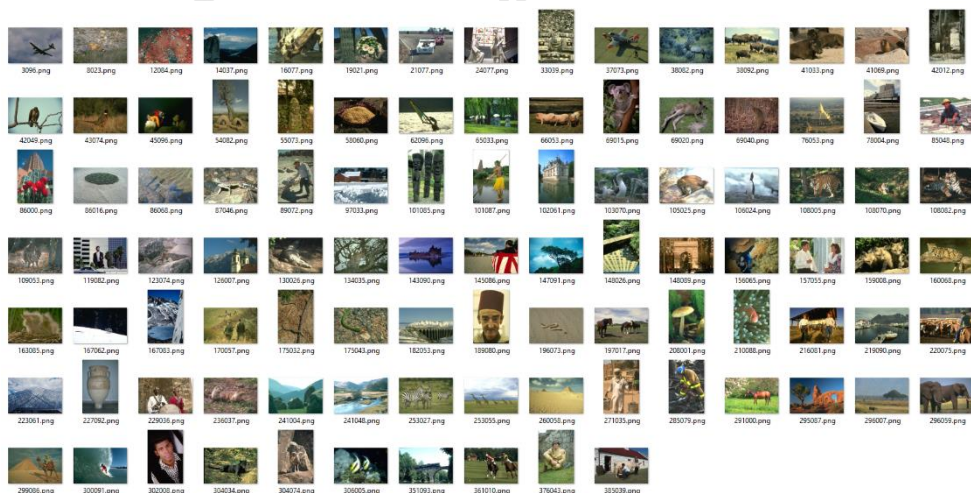 3096.png 8023.png 12084.png 14037.png 16077.png 19021.png 21077.png 24077.png 33039.png 37073.png 38082.png 38092.png 41033.png 41069.png 42012.png
42049.png 43074.png 45096.png 54082.png 55073.png 58060.png 62096.png 65033.png 66053.png 69015.png 69020.png 69040.png 76053.png 78004.png 85048.png
86000.png 86016.png 86068.png 87046.png 89072.png 97033.png 101085.png 101087.png 102061.png 103070.png 105025.png 106024.png 108005.png 108070.png 108082.png
109053.png 119082.png 123074.png 126007.png 130026.png 134035.png 143090.png 145086.png 147091.png 148026.png 148089.png 156065.png 157055.png 159008.png 160068.png
163085.png 167062.png 167083.png 170057.png 175032.png 175043.png 182053.png 189080.png 196073.png 197017.png 208001.png 210088.png 216081.png 219090.png 220075.png
223061.png 227092.png 229036.png 236037.png 241004.png 241048.png 253027.png 253055.png 260058.png 271035.png 285079.png 291000.png 295087.png 296007.png 296059.png
299086.png 300091.png 302008.png 304034.png 304074.png 306005.png 351093.png 361010.png 376043.png 385039.png